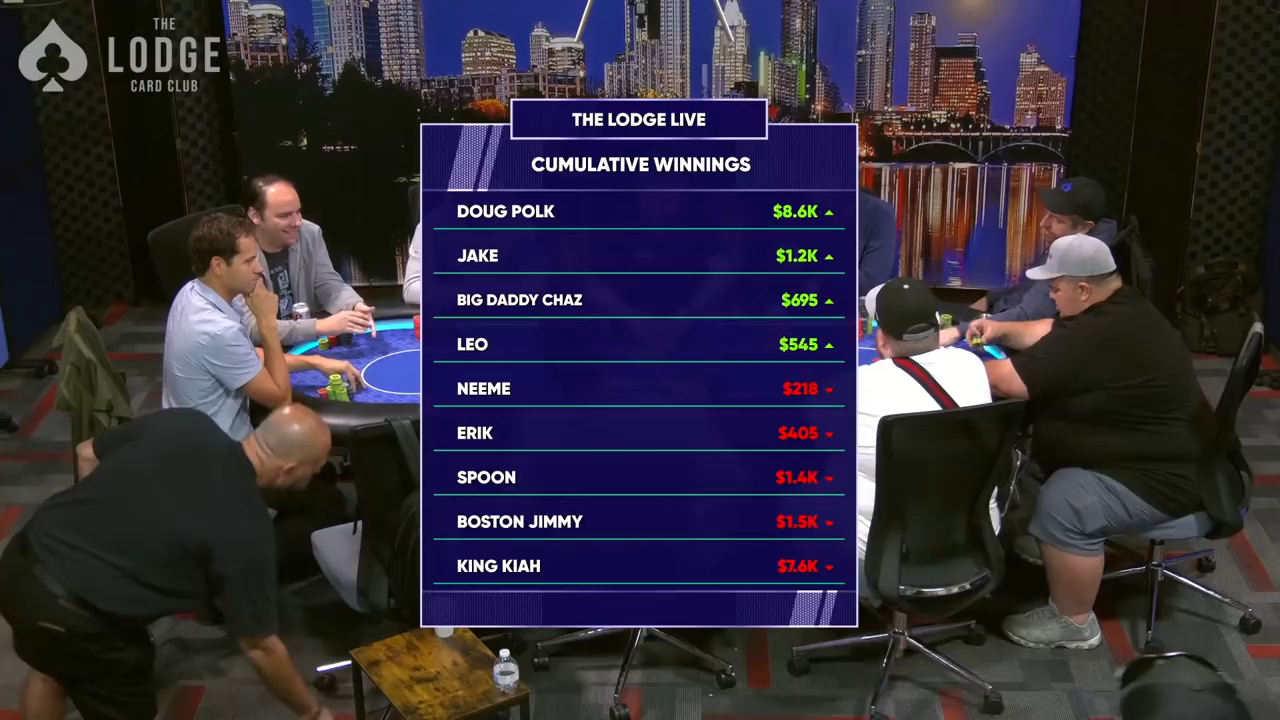 THE
LODGE
CARD CLUB
THE LODGE LIVE
CUMULATIVE WINNINGS
DOUG POLK $8.6K
JAKE $1.2K
BIG DADDY CHAZ $695
LEO $545
NEEME $218
ERIK $405
SPOON $1.4K
BOSTON JIMMY $1.5K
KING KIAH $7.6K